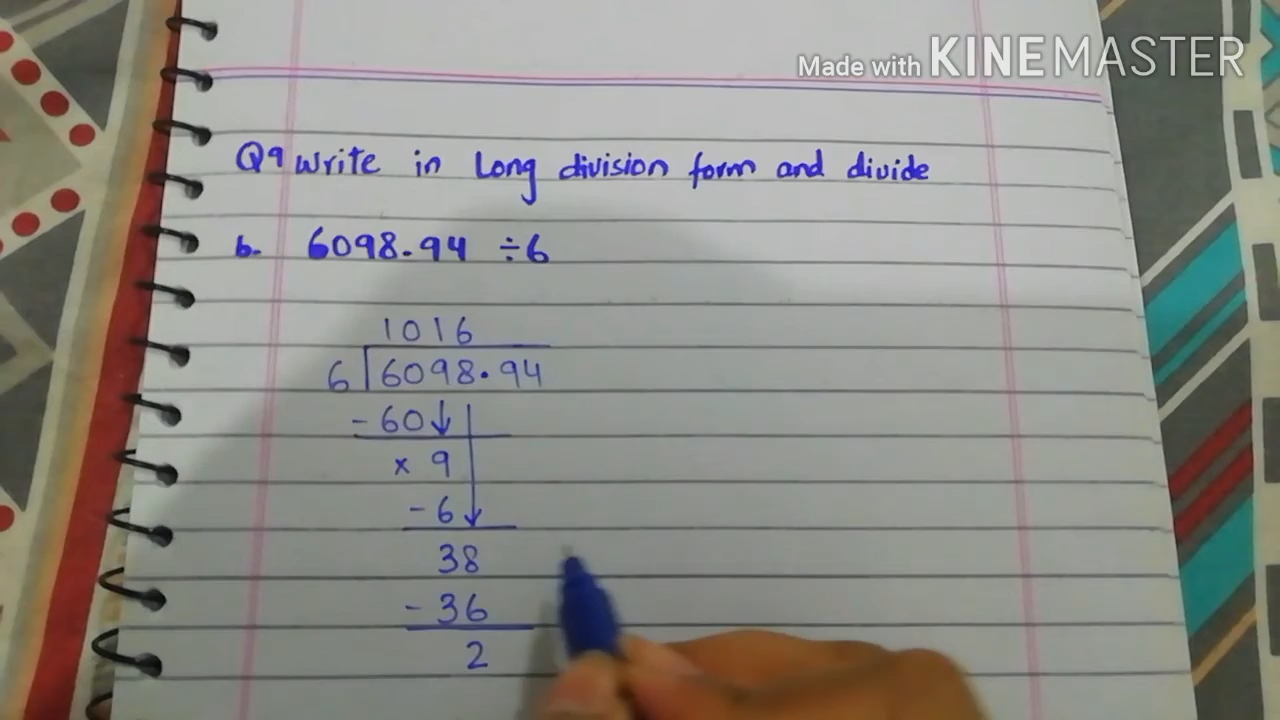 Made with KINEMASTER
Q9 Write in Long division form and divide
b. 6098.94 ÷6
1016
6 6098.94
- 60↓
× 9
- 6↓
38
- 36
2